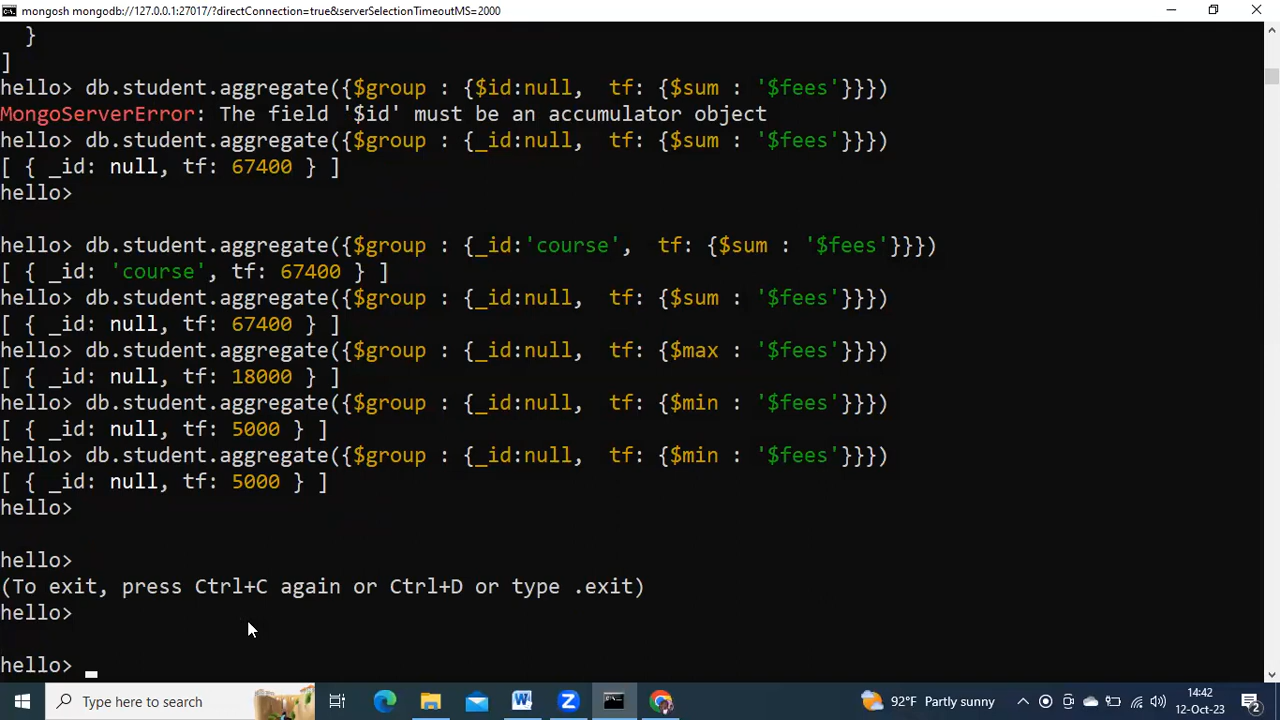 mongosh mongodb://127.0.0.1:27017/?directConnection=true&serverSelectionTimeoutMS=2000
}
]
hello> db.student.aggregate({$group : {$id:null,  tf: {$sum : '$fees'}}})
MongoServerError: The field '$id' must be an accumulator object
hello> db.student.aggregate({$group : {_id:null,  tf: {$sum : '$fees'}}})
[ { _id: null, tf: 67400 } ]
hello>
hello> db.student.aggregate({$group : {_id:'course',  tf: {$sum : '$fees'}}})
[ { _id: 'course', tf: 67400 } ]
hello> db.student.aggregate({$group : {_id:null,  tf: {$sum : '$fees'}}})
[ { _id: null, tf: 67400 } ]
hello> db.student.aggregate({$group : {_id:null,  tf: {$max : '$fees'}}})
[ { _id: null, tf: 18000 } ]
hello> db.student.aggregate({$group : {_id:null,  tf: {$min : '$fees'}}})
[ { _id: null, tf: 5000 } ]
hello> db.student.aggregate({$group : {_id:null,  tf: {$min : '$fees'}}})
[ { _id: null, tf: 5000 } ]
hello>
hello>
(To exit, press Ctrl+C again or Ctrl+D or type .exit)
hello>
hello>
Type here to search
92°F Partly sunny
14:42
12-Oct-23
2